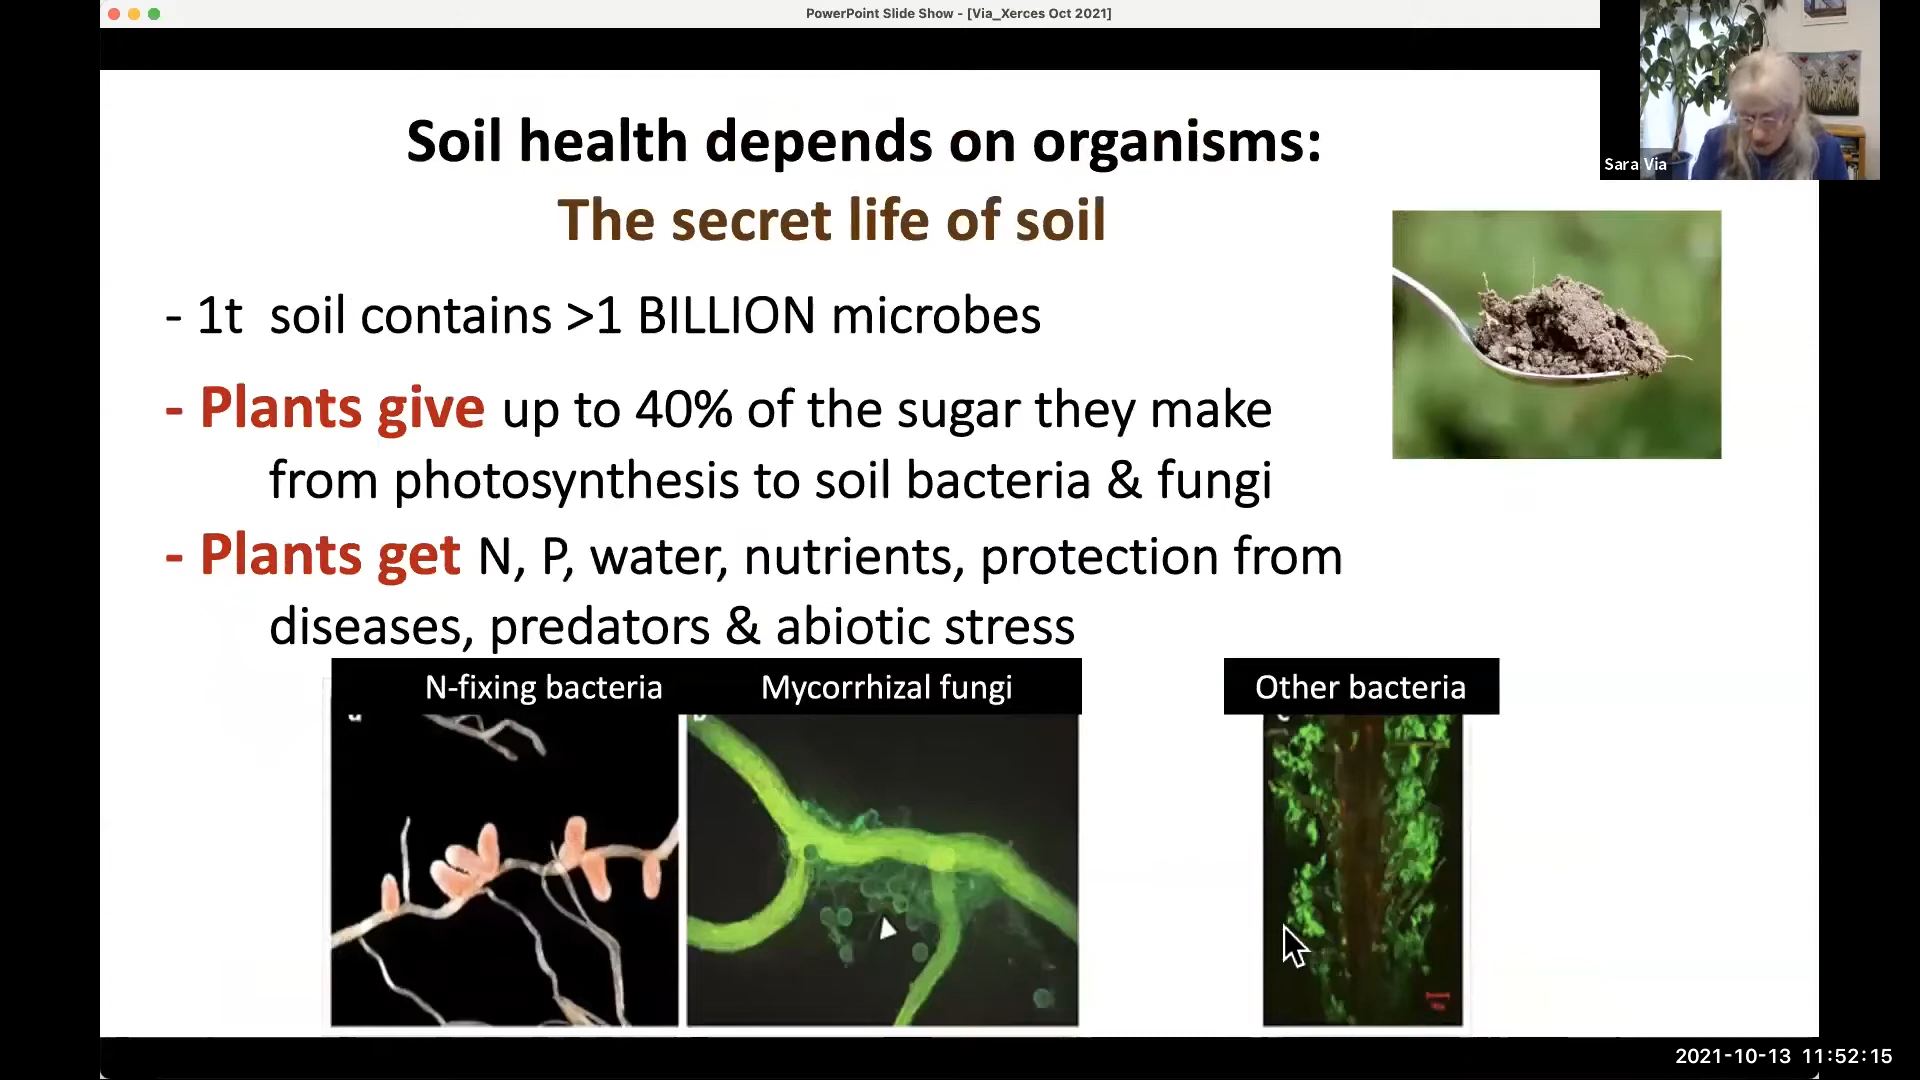 PowerPoint Slide Show - [Via_Xerces Oct 2021]
Sara Via
Soil health depends on organisms:
The secret life of soil
- 1t  soil contains >1 BILLION microbes
- Plants give up to 40% of the sugar they make
from photosynthesis to soil bacteria & fungi
- Plants get N, P, water, nutrients, protection from
diseases, predators & abiotic stress
N-fixing bacteria
Mycorrhizal fungi
Other bacteria
2021-10-13 11:52:15